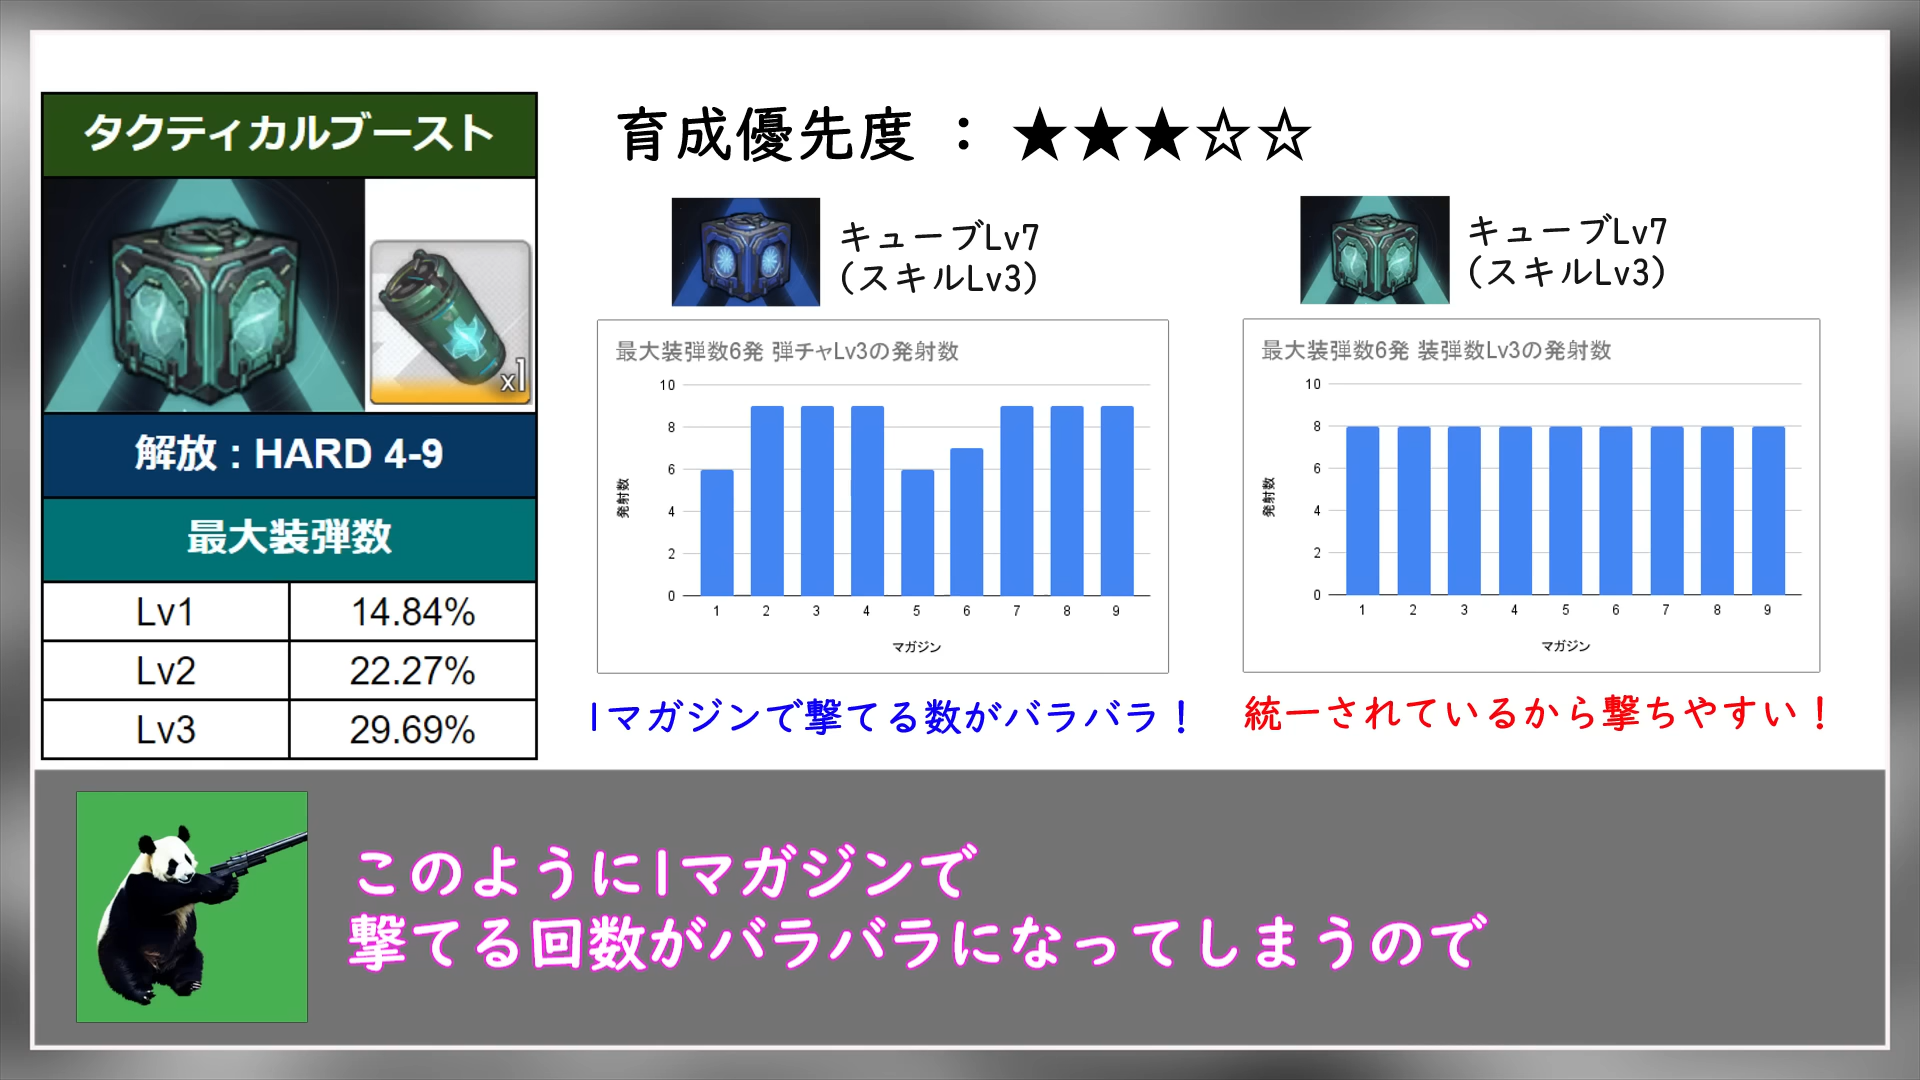 タクティカルブースト
x1
解放：HARD 4-9
最大装弾数
Lv1 14.84%
Lv2 22.27%
Lv3 29.69%
育成優先度 ： ★★★☆☆
キューブLv7
(スキルLv3)
最大装弾数6発 弾チャLv3の発射数
発射数
10
8
6
4
2
0
1 2 3 4 5 6 7 8 9
マガジン
1マガジンで撃てる数がバラバラ！
キューブLv7
(スキルLv3)
最大装弾数6発 装弾数Lv3の発射数
発射数
10
8
6
4
2
0
1 2 3 4 5 6 7 8 9
マガジン
統一されているから撃ちやすい！
このように1マガジンで
撃てる回数がバラバラになってしまうので